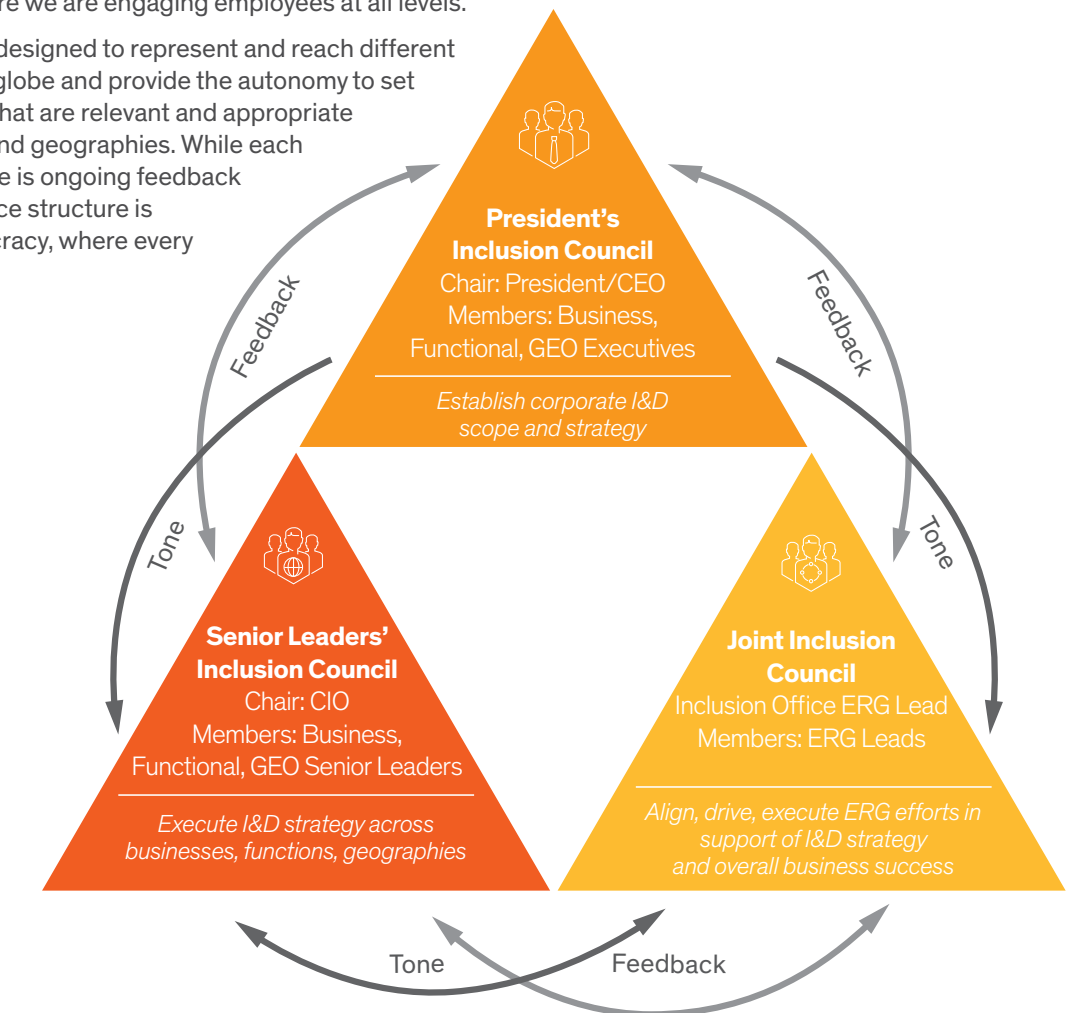 re we are engaging employees at all levels.
designed to represent and reach different
globe and provide the autonomy to set
hat are relevant and appropriate
nd geographies. While each
e is ongoing feedback
ce structure is
cracy, where every
President's
Inclusion Council
Chair: President/CEO
Members: Business,
Functional, GEO Executives
Establish corporate I&D
scope and strategy
Feedback
Feedback
Tone
Tone
Senior Leaders'
Inclusion Council
Chair: CIO
Members: Business,
Functional, GEO Senior Leaders
Execute I&D strategy across
businesses, functions, geographies
Joint Inclusion
Council
Inclusion Office ERG Lead
Members: ERG Leads
Align, drive, execute ERG efforts in
support of I&D strategy
and overall business success
Tone
Feedback